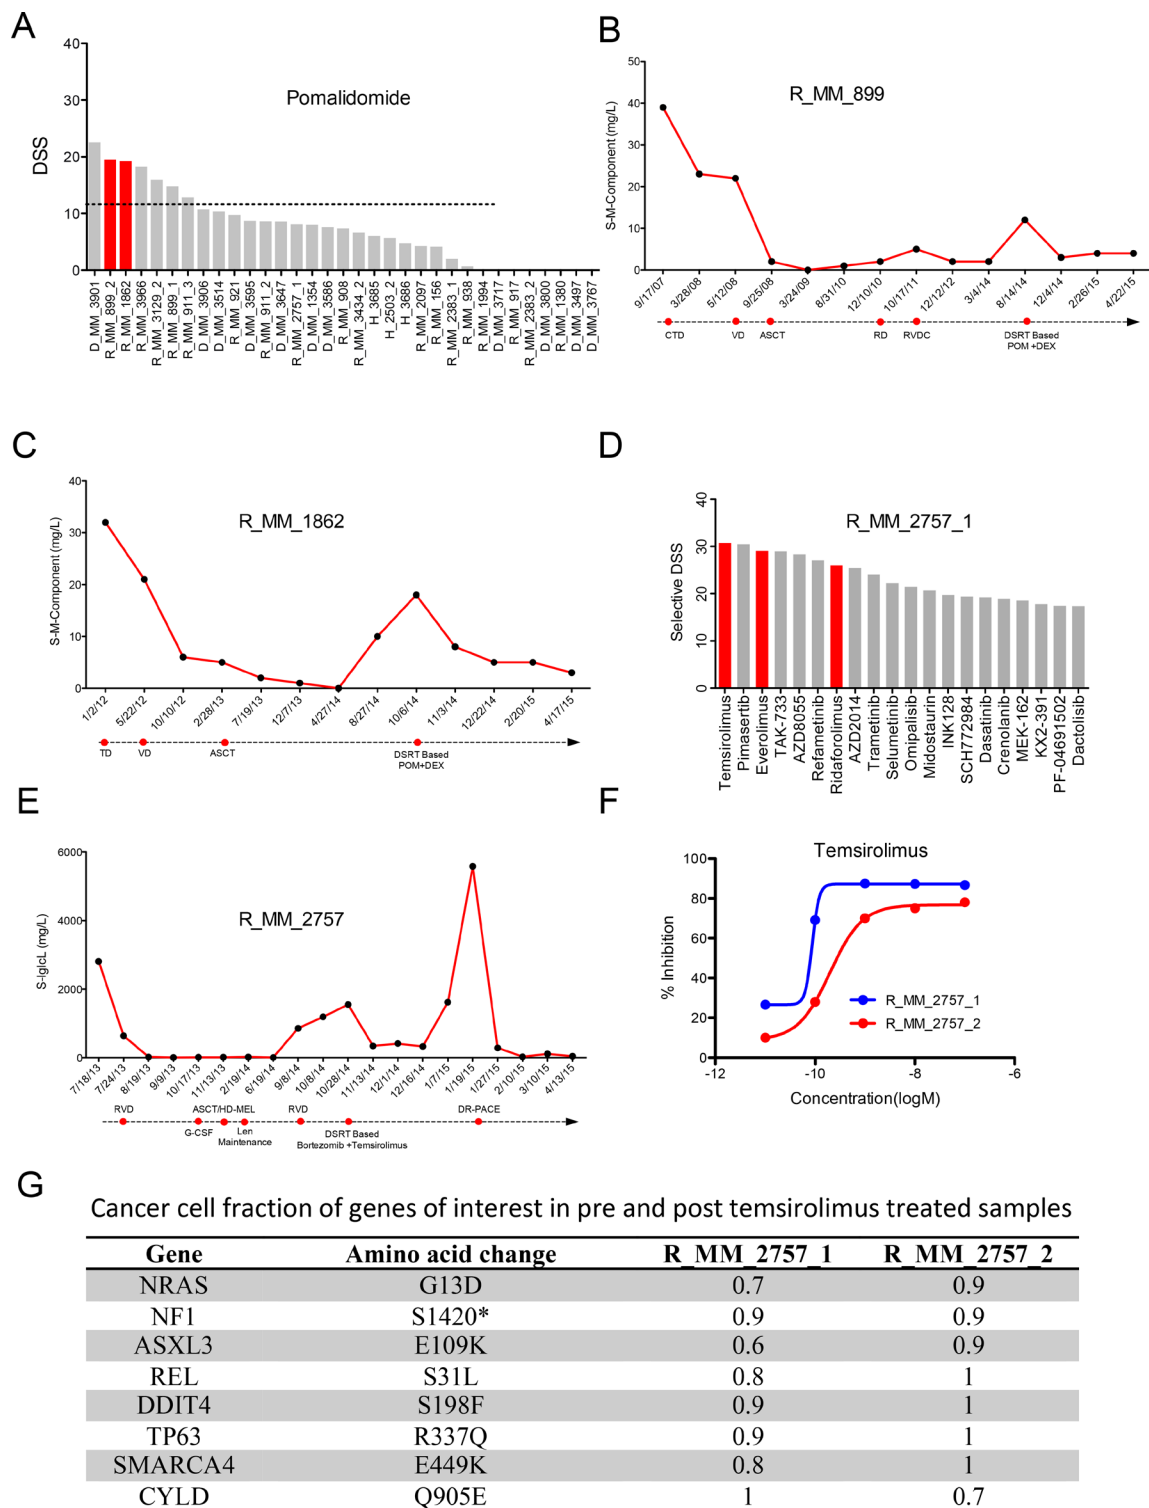 A
40
30
20
10
0
DSS
Pomalidomide
D_MM_3901
R_MM_899_2
R_MM_1862
R_MM_3966
R_MM_3129_2
R_MM_899_1
R_MM_911_3
D_MM_3906
D_MM_3514
R_MM_921
D_MM_3595
R_MM_911_2
D_MM_3647
R_MM_2757_1
D_MM_1354
D_MM_3586
R_MM_908
R_MM_3434_2
H_3685
H_2503_2
H_3686
R_MM_2097
R_MM_156
R_MM_2383_1
R_MM_938
R_MM_1994
D_MM_3717
R_MM_917
R_MM_2383_2
D_MM_3800
R_MM_1380
D_MM_3497
D_MM_3767
B
50
40
30
20
10
0
S-M-Component (mg/L)
R_MM_899
9/17/07
3/28/08
5/12/08
9/25/08
3/24/09
8/31/10
12/10/10
10/17/11
12/12/12
3/4/14
8/14/14
12/4/14
2/26/15
4/22/15
CTD VD ASCT RD RVDC DSRT Based
POM +DEX
C
40
30
20
10
0
S-M-Component (mg/L)
R_MM_1862
1/2/12
5/22/12
10/10/12
2/28/13
7/19/13
12/7/13
4/27/14
8/27/14
10/6/14
11/3/14
12/22/14
2/20/15
4/17/15
TD VD ASCT DSRT Based
POM+DEX
D
40
30
20
10
0
Selective DSS
R_MM_2757_1
Temsirolimus
Pimasertib
Everolimus
TAK-733
AZD8055
Refametinib
Ridaforolimus
AZD2014
Trametinib
Selumetinib
Omipalisib
Midostaurin
INK128
SCH772984
Dasatinib
Crenolanib
MEK-162
KX2-391
PF-04691502
Dactolisib
E
6000
4000
2000
0
S-IgIcL (mg/L)
R_MM_2757
7/18/13
7/24/13
8/19/13
9/9/13
10/17/13
11/13/13
2/19/14
6/19/14
9/8/14
10/8/14
10/28/14
11/13/14
12/1/14
12/16/14
1/7/15
1/19/15
1/27/15
2/10/15
3/10/15
4/13/15
RVD ASCT/HD-MEL RVD DR-PACE
G-CSF Len
Maintenance
DSRT Based
Bortezomib +Temsirolimus
F
Temsirolimus
100
80
60
40
20
0
% Inhibition
R_MM_2757_1
R_MM_2757_2
-12 -10 -8 -6
Concentration(logM)
G
Cancer cell fraction of genes of interest in pre and post temsirolimus treated samples
Gene Amino acid change R_MM_2757_1 R_MM_2757_2
NRAS G13D 0.7 0.9
NF1 S1420* 0.9 0.9
ASXL3 E109K 0.6 0.9
REL S31L 0.8 1
DDIT4 S198F 0.9 1
TP63 R337Q 0.9 1
SMARCA4 E449K 0.8 1
CYLD Q905E 1 0.7